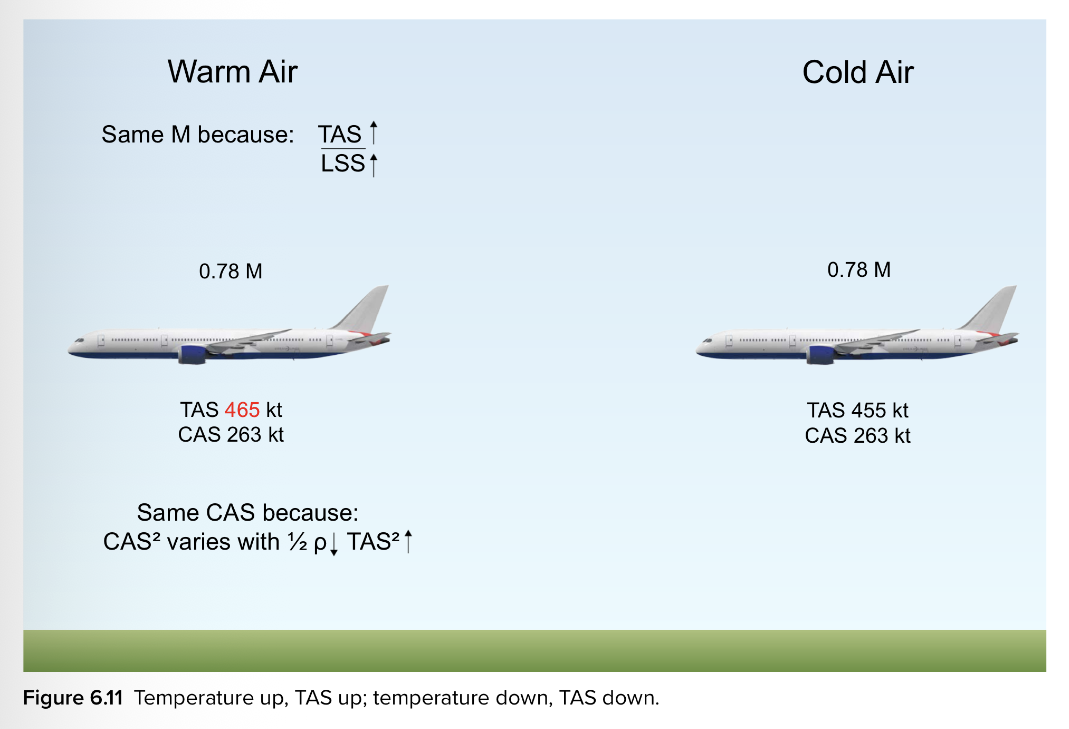 Warm Air
Cold Air
Same M because: TAS ↑
LSS ↑
0.78 M
0.78 M
TAS 465 kt
CAS 263 kt
TAS 455 kt
CAS 263 kt
Same CAS because:
CAS² varies with ½ ρ↓ TAS²↑
Figure 6.11 Temperature up, TAS up; temperature down, TAS down.